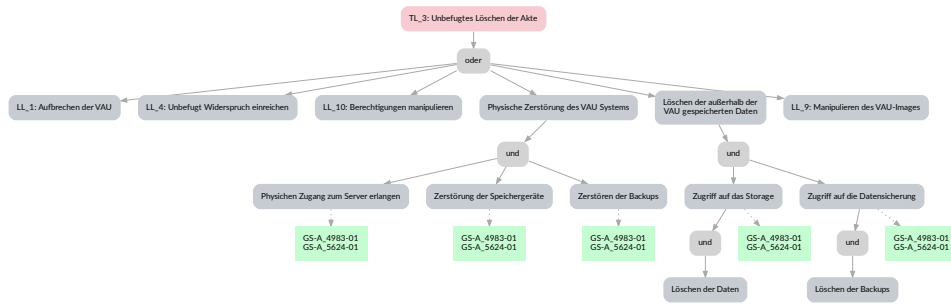 TL_3: Unbefugtes Löschen der Akte
oder
LL_1: Aufbrechen der VAU
LL_4: Unbefugt Widerspruch einreichen
LL_10: Berechtigungen manipulieren
Physische Zerstörung des VAU Systems
Löschen der außerhalb der
VAU gespeicherten Daten
LL_9: Manipulieren des VAU-Images
und
und
Physichen Zugang zum Server erlangen
Zerstörung der Speichergeräte
Zerstören der Backups
Zugriff auf das Storage
Zugriff auf die Datensicherung
GS-A_4983-01
GS-A_5624-01
GS-A_4983-01
GS-A_5624-01
GS-A_4983-01
GS-A_5624-01
und
GS-A_4983-01
GS-A_5624-01
und
GS-A_4983-01
GS-A_5624-01
Löschen der Daten
Löschen der Backups